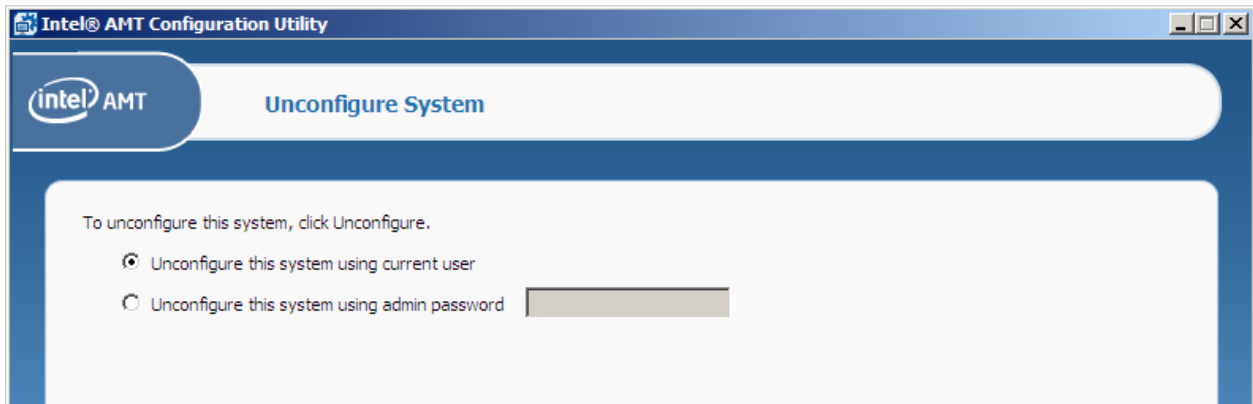 Intel® AMT Configuration Utility
intel AMT
Unconfigure System
To unconfigure this system, click Unconfigure.
Unconfigure this system using current user
Unconfigure this system using admin password